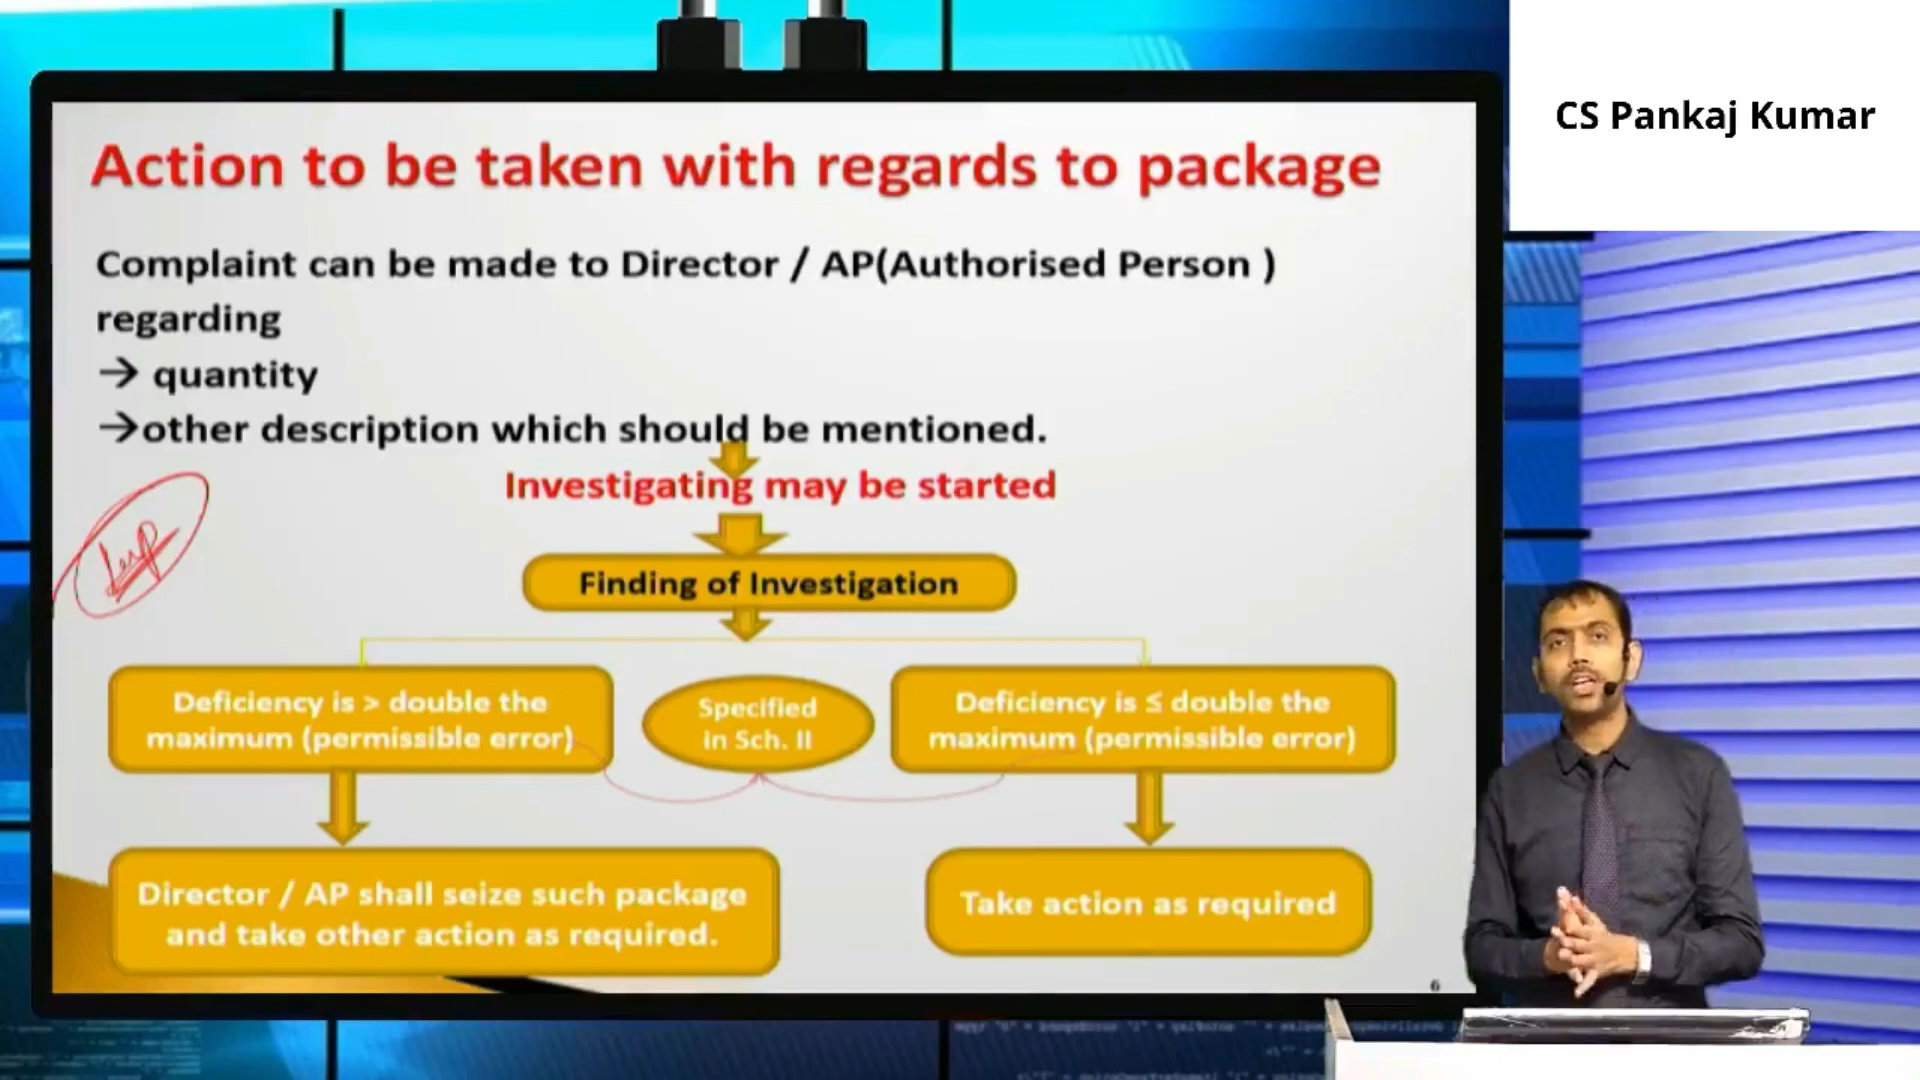 CS Pankaj Kumar
Action to be taken with regards to package
Complaint can be made to Director / AP(Authorised Person )
regarding
→ quantity
→other description which should be mentioned.
Investigating may be started
Imp
Finding of Investigation
Deficiency is > double the
maximum (permissible error)
Specified
in Sch. II
Deficiency is ≤ double the
maximum (permissible error)
Director / AP shall seize such package
and take other action as required.
Take action as required
6